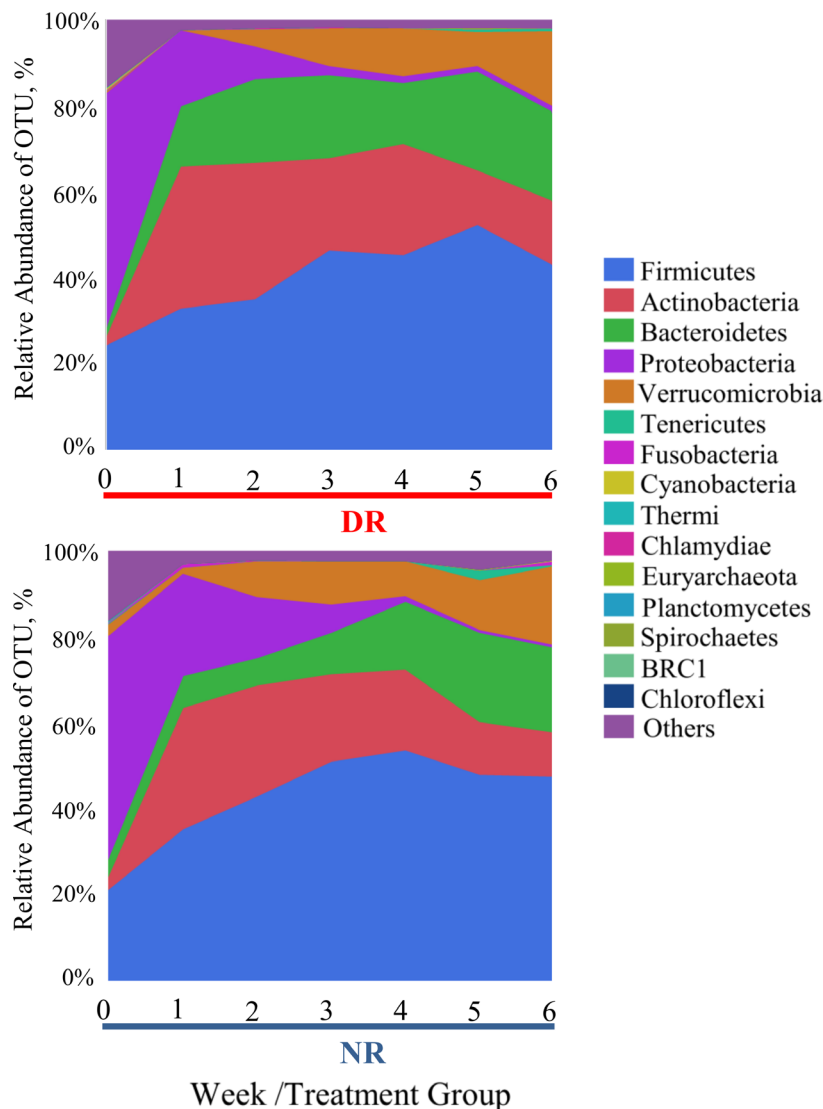 Relative Abundance of OTU, %
100%
80%
60%
40%
20%
0%
0 1 2 3 4 5 6
DR
Relative Abundance of OTU, %
100%
80%
60%
40%
20%
0%
0 1 2 3 4 5 6
NR
Week /Treatment Group
Firmicutes
Actinobacteria
Bacteroidetes
Proteobacteria
Verrucomicrobia
Tenericutes
Fusobacteria
Cyanobacteria
Thermi
Chlamydiae
Euryarchaeota
Planctomycetes
Spirochaetes
BRC1
Chloroflexi
Others